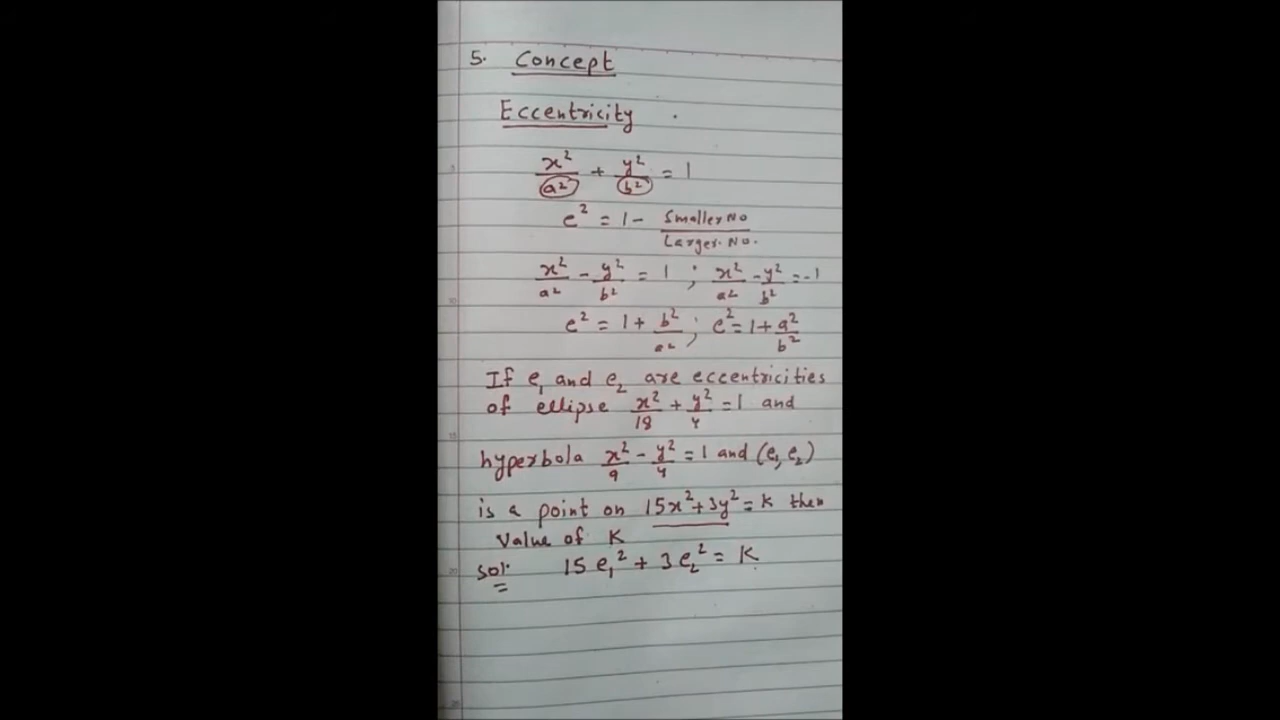 5. Concept
Eccentricity
x²/a² + y²/b² = 1
e² = 1 - Smaller No/Larger. No.
x²/a² - y²/b² = 1 ; x²/a² - y²/b² = -1
e² = 1 + b²/a² ; e² = 1 + a²/b²
If e₁ and e₂ are eccentricities
of ellipse x²/18 + y²/4 = 1 and
hyperbola x²/9 - y²/4 = 1 and (e₁, e₂)
is a point on 15x² + 3y² = K then
Value of K
Sol. 15 e₁² + 3 e₂² = K